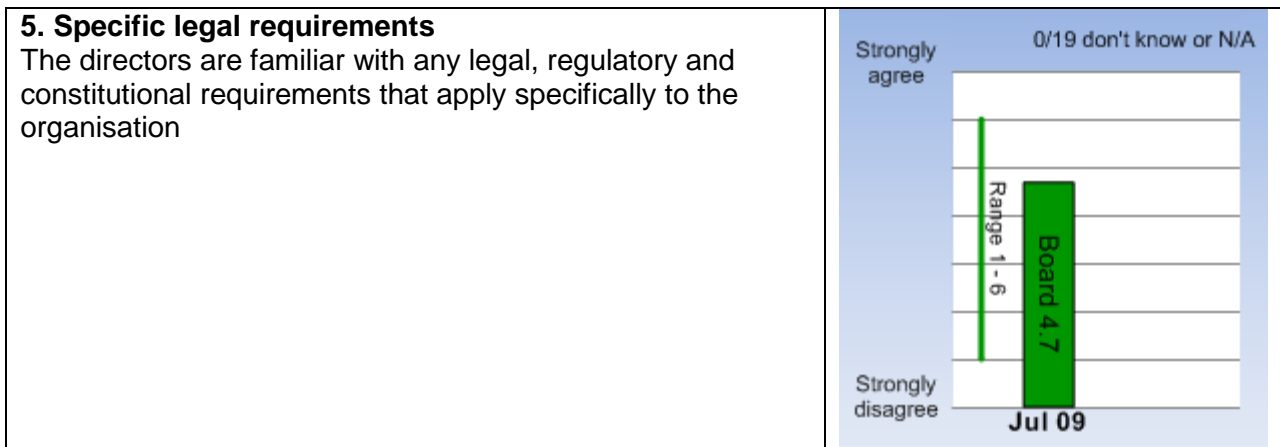 5. Specific legal requirements
The directors are familiar with any legal, regulatory and
constitutional requirements that apply specifically to the
organisation
0/19 don't know or N/A
Strongly
agree
Range 1 - 6
Board 4.7
Strongly
disagree
Jul 09